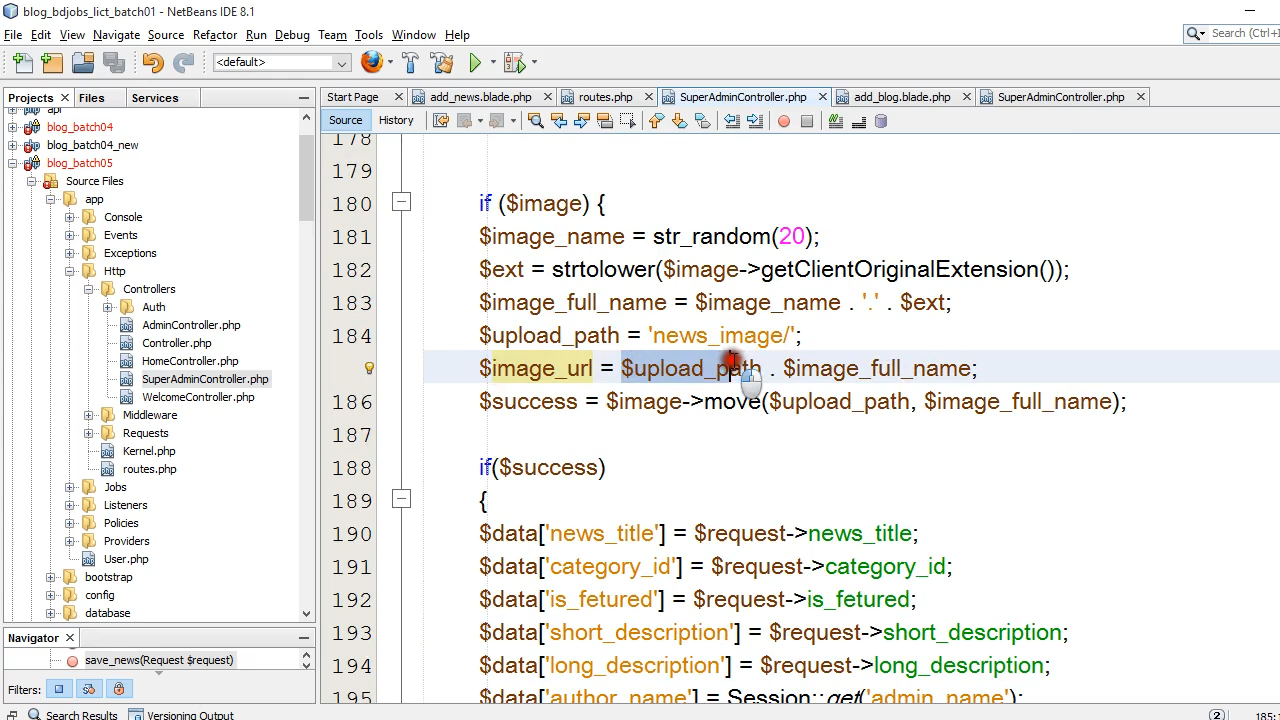 blog_bdjobs_lict_batch01 - NetBeans IDE 8.1
File Edit View Navigate Source Refactor Run Debug Team Tools Window Help
Search (Ctrl+I
<default>
Projects Files Services
Start Page add_news.blade.php routes.php SuperAdminController.php add_blog.blade.php SuperAdminController.php
Source History
api
blog_batch04
blog_batch04_new
blog_batch05
Source Files
app
Console
Events
Exceptions
Http
Controllers
Auth
AdminController.php
Controller.php
HomeController.php
SuperAdminController.php
WelcomeController.php
Middleware
Requests
Kernel.php
routes.php
Jobs
Listeners
Policies
Providers
User.php
bootstrap
config
database
Navigator
save_news(Request $request)
Filters:
178
179
180 if ($image) {
181 $image_name = str_random(20);
182 $ext = strtolower($image->getClientOriginalExtension());
183 $image_full_name = $image_name . '.' . $ext;
184 $upload_path = 'news_image/';
$image_url = $upload_path . $image_full_name;
186 $success = $image->move($upload_path, $image_full_name);
187
188 if($success)
189 {
190 $data['news_title'] = $request->news_title;
191 $data['category_id'] = $request->category_id;
192 $data['is_fetured'] = $request->is_fetured;
193 $data['short_description'] = $request->short_description;
194 $data['long_description'] = $request->long_description;
195 $data['author_name'] = Session::get('admin_name');
Search Results Versioning Output
2 185:1